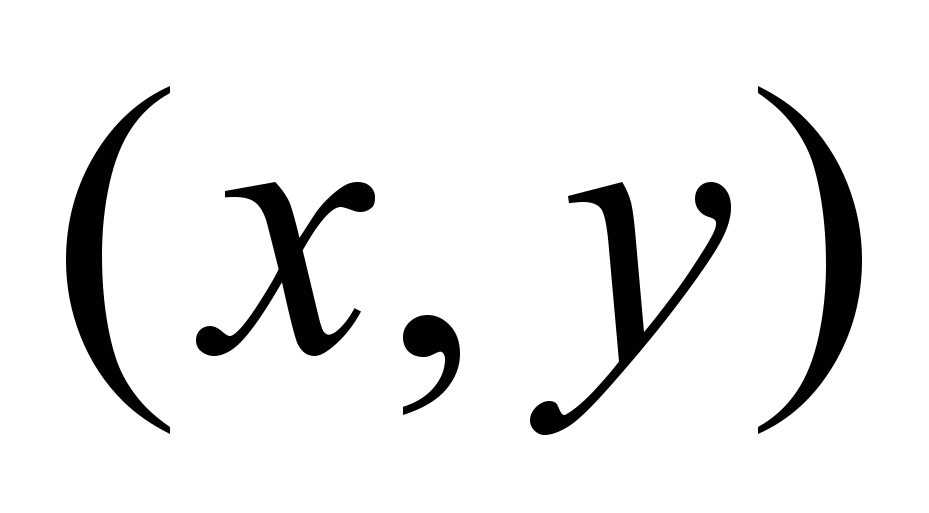 (x, y)